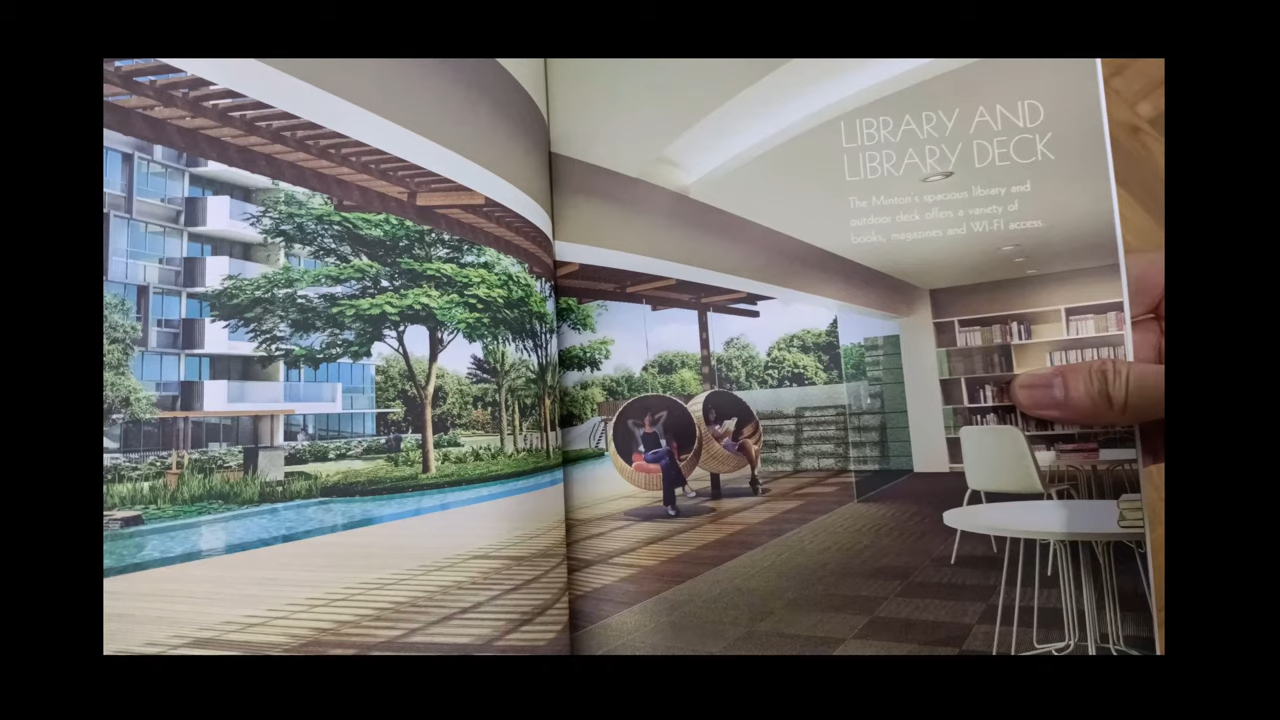 LIBRARY AND
LIBRARY DECK
The Minton's spacious library and
outdoor deck offers a variety of
books, magazines and WI-FI access.